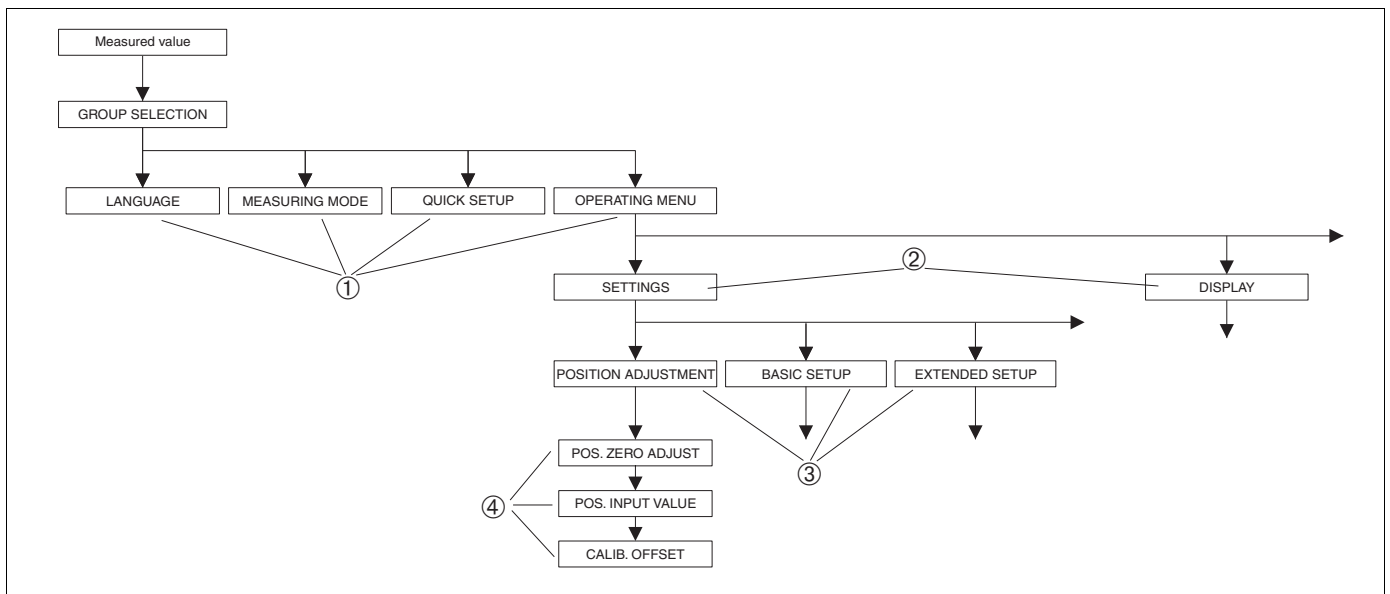 Measured value
GROUP SELECTION
LANGUAGE
MEASURING MODE
QUICK SETUP
OPERATING MENU
①
②
SETTINGS
DISPLAY
POSITION ADJUSTMENT
BASIC SETUP
EXTENDED SETUP
③
POS. ZERO ADJUST
④
POS. INPUT VALUE
CALIB. OFFSET